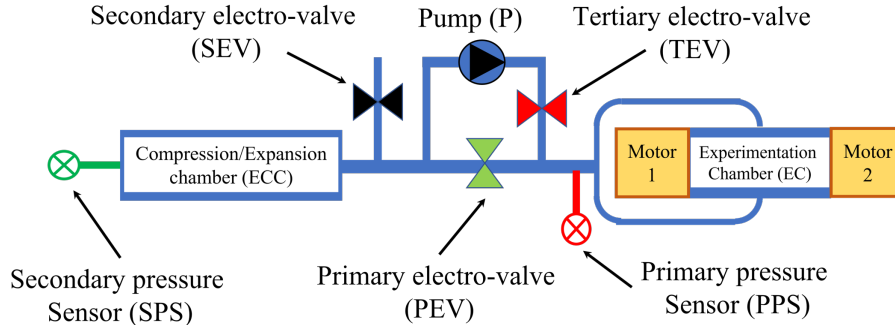 Secondary electro-valve
(SEV)
Pump (P)
Tertiary electro-valve
(TEV)
Compression/Expansion
chamber (ECC)
Motor
1
Experimentation
Chamber (EC)
Motor
2
Secondary pressure
Sensor (SPS)
Primary electro-valve
(PEV)
Primary pressure
Sensor (PPS)